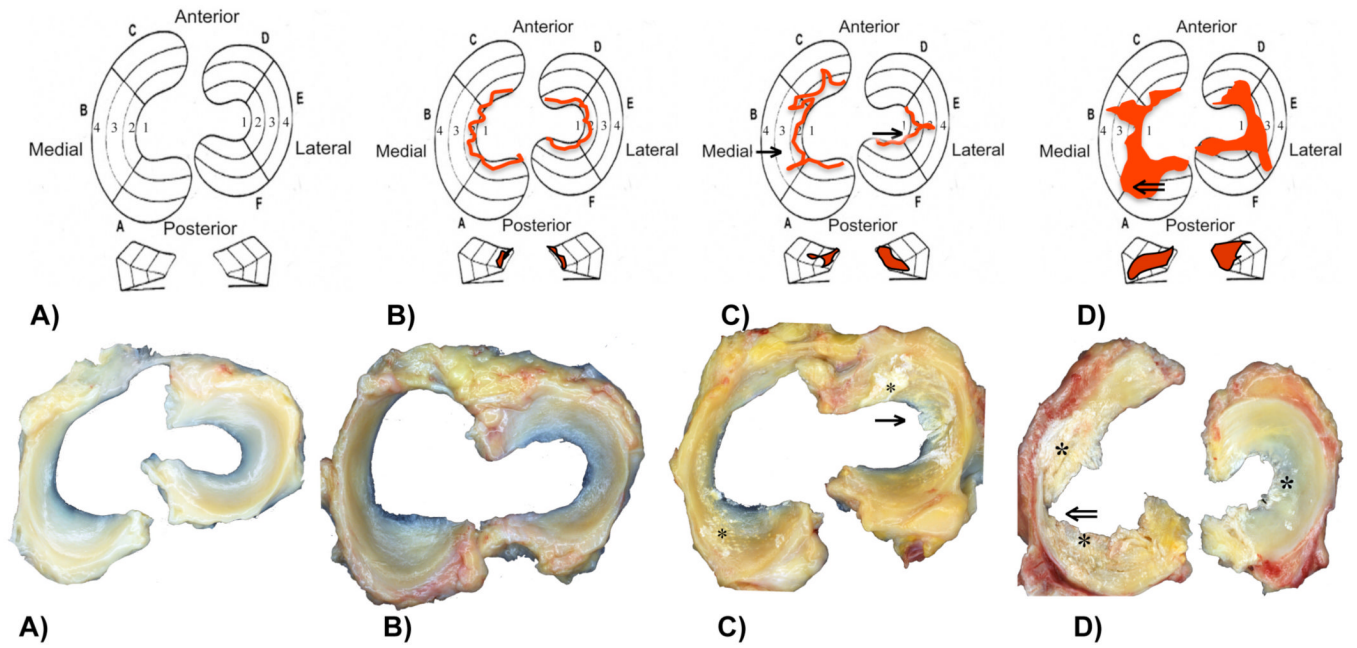 Anterior
C
D
B
E
4 3 2 1
1 2 3 4
Medial
Lateral
F
A
Posterior
A)
Anterior
C
D
B
E
4 3 2 1
1 2 3 4
Medial
Lateral
F
A
Posterior
B)
Anterior
C
D
B
E
4 3 2 1
1 2 3 4
Medial
Lateral
F
A
Posterior
C)
Anterior
C
D
B
E
4 3 1
1 3 4
Medial
Lateral
F
A
Posterior
D)
*
*
*
*
*
A)
B)
C)
D)